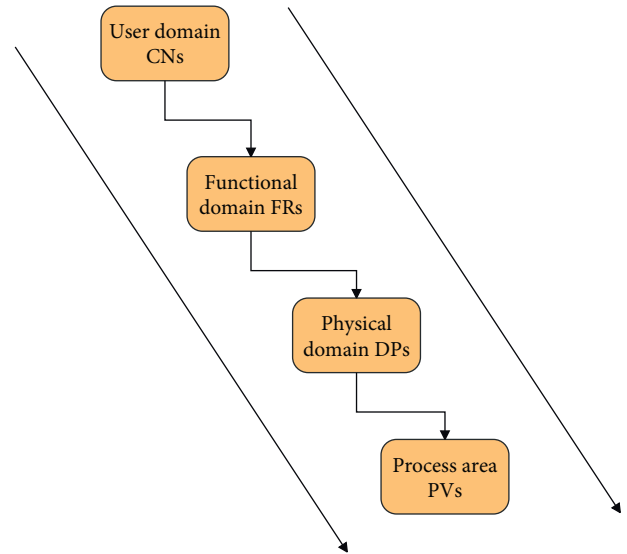 User domain
CNs
Functional
domain FRs
Physical
domain DPs
Process area
PVs